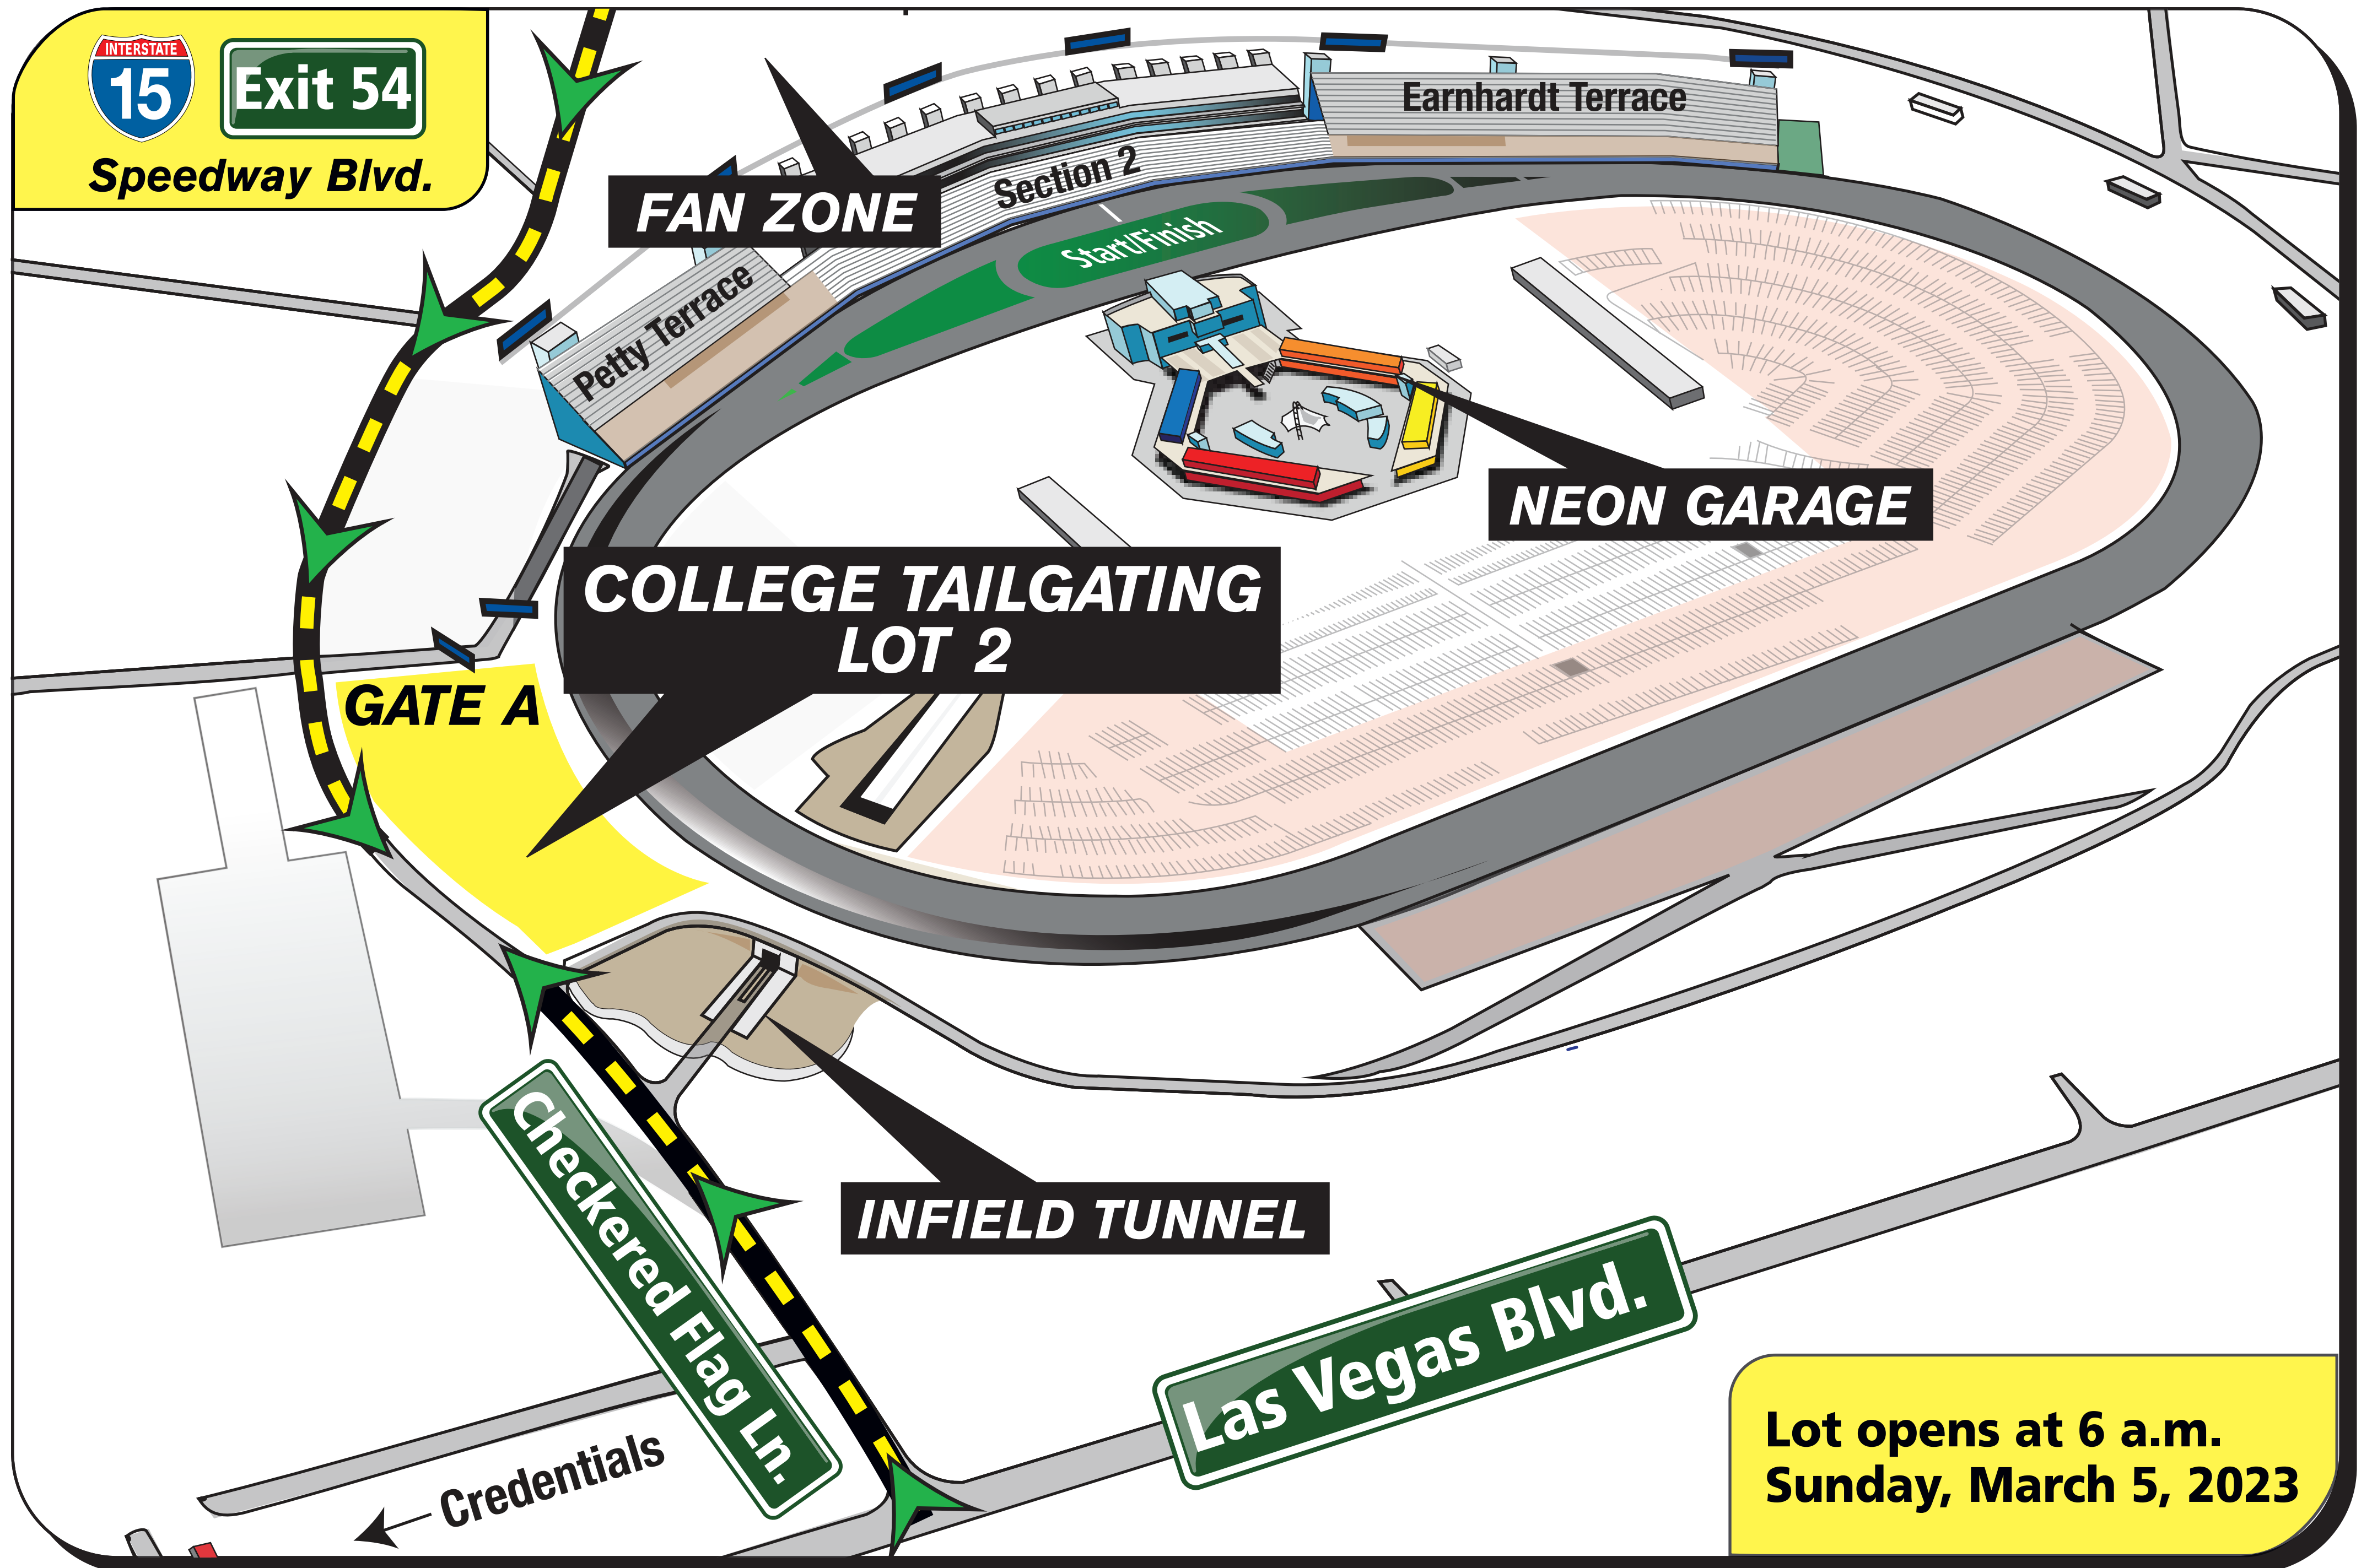 INTERSTATE
15
Exit 54
Speedway Blvd.
Earnhardt Terrace
Section 2
FAN ZONE
Start/Finish
Petty Terrace
NEON GARAGE
COLLEGE TAILGATING
LOT 2
GATE A
INFIELD TUNNEL
Checkered Flag Ln.
Las Vegas Blvd.
Credentials
Lot opens at 6 a.m.
Sunday, March 5, 2023